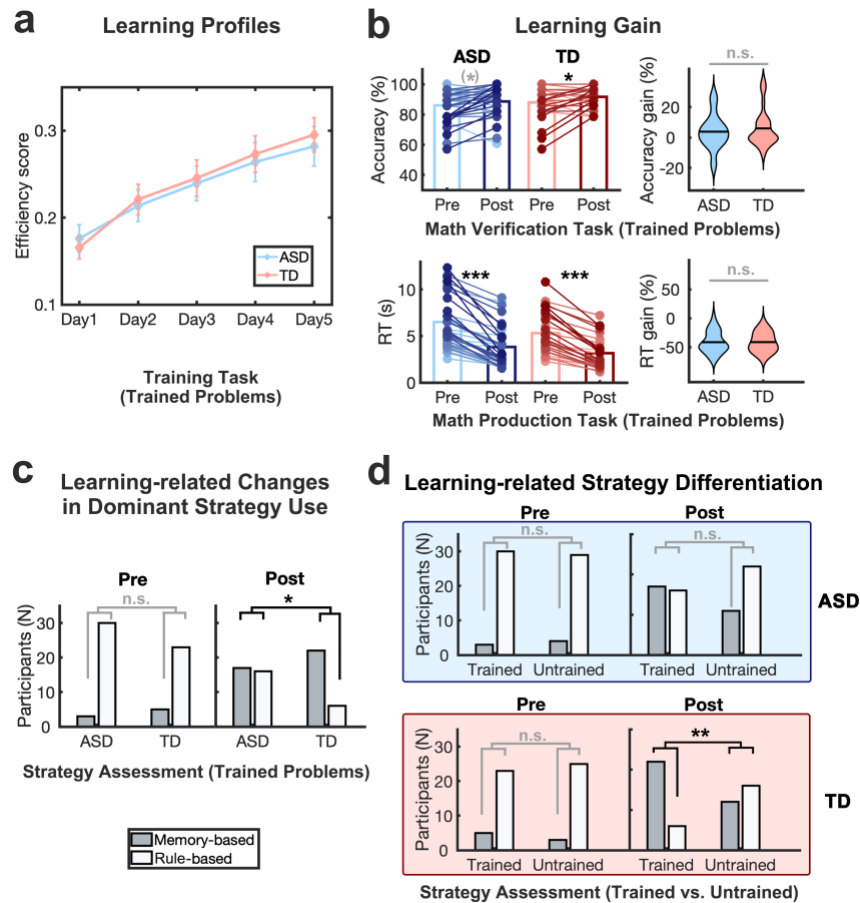 a
Learning Profiles
Efficiency score
0.3
0.2
0.1
ASD
TD
Day1 Day2 Day3 Day4 Day5
Training Task
(Trained Problems)
b
Learning Gain
ASD TD
(*) *
Accuracy (%)
100
80
60
40
Pre Post Pre Post
n.s.
Accuracy gain (%)
20
0
-20
ASD TD
Math Verification Task (Trained Problems)
*** ***
RT (s)
10
5
0
Pre Post Pre Post
n.s.
RT gain (%)
50
0
-50
ASD TD
Math Production Task (Trained Problems)
c
Learning-related Changes
in Dominant Strategy Use
Pre Post
n.s. *
Participants (N)
30
20
10
0
ASD TD ASD TD
Strategy Assessment (Trained Problems)
Memory-based
Rule-based
d
Learning-related Strategy Differentiation
Pre Post
n.s. n.s.
Participants (N)
30
20
10
0
Trained Untrained Trained Untrained
ASD
Pre Post
n.s. **
Participants (N)
30
20
10
0
Trained Untrained Trained Untrained
TD
Strategy Assessment (Trained vs. Untrained)